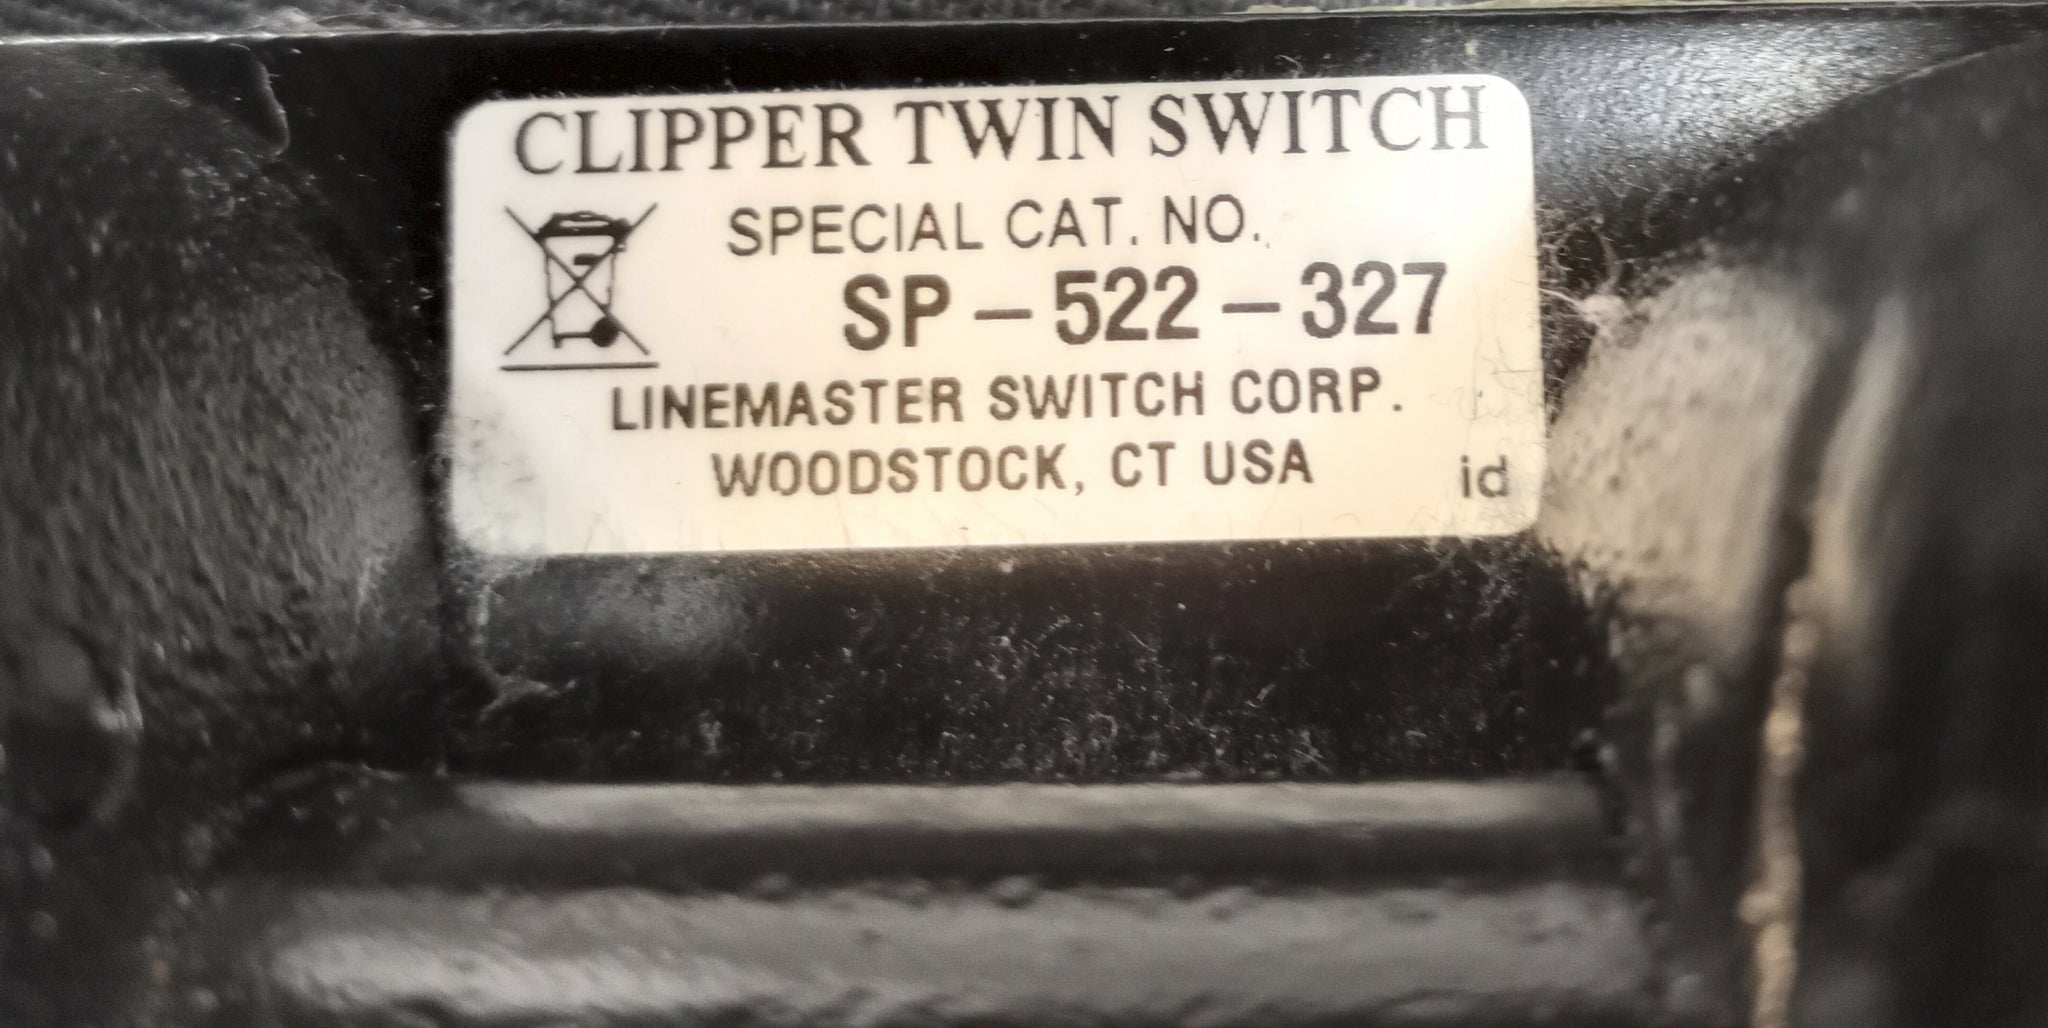 CLIPPER TWIN SWITCH
SPECIAL CAT. NO.
SP-522-327
LINEMASTER SWITCH CORP.
WOODSTOCK, CT USA
id